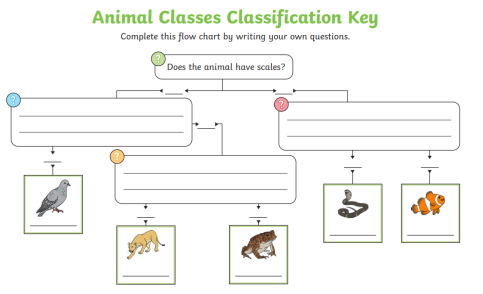 Animal Classes Classification Key
Complete this flow chart by writing your own questions.
?
Does the animal have scales?
?
?
?